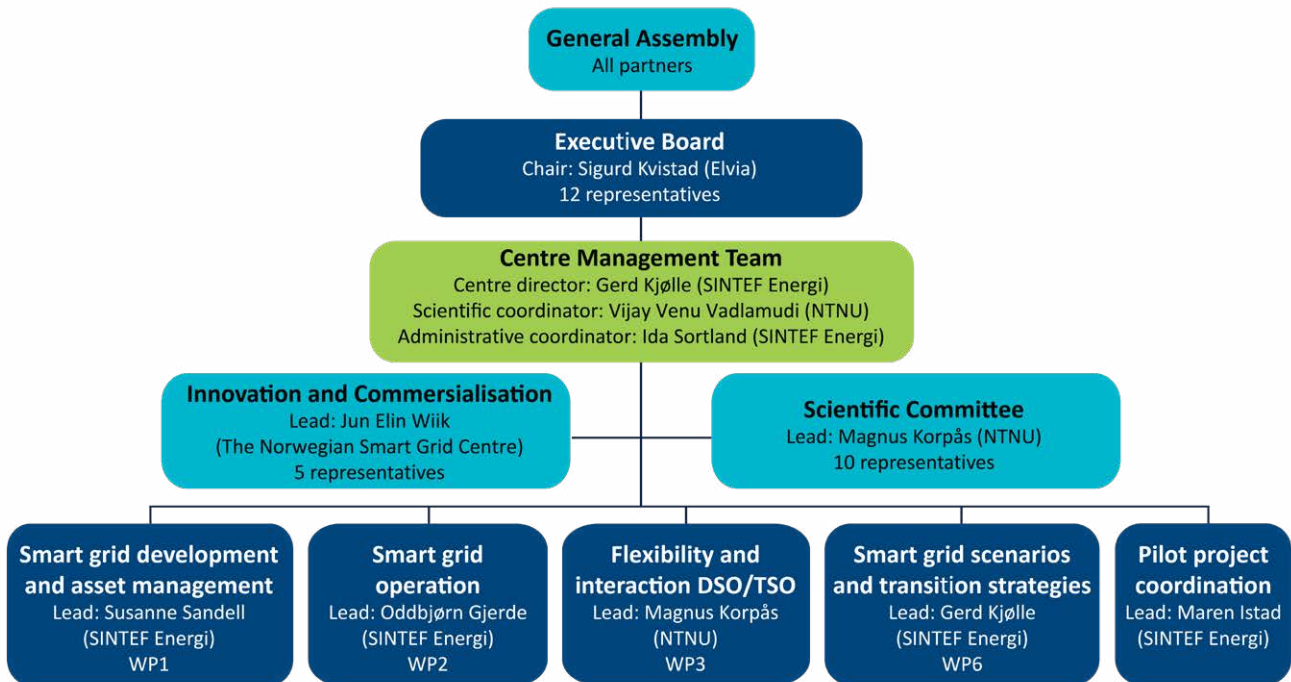 General Assembly
All partners
Executive Board
Chair: Sigurd Kvistad (Elvia)
12 representatives
Centre Management Team
Centre director: Gerd Kjølle (SINTEF Energi)
Scientific coordinator: Vijay Venu Vadlamudi (NTNU)
Administrative coordinator: Ida Sortland (SINTEF Energi)
Innovation and Commersialisation
Lead: Jun Elin Wiik
(The Norwegian Smart Grid Centre)
5 representatives
Scientific Committee
Lead: Magnus Korpås (NTNU)
10 representatives
Smart grid development
and asset management
Lead: Susanne Sandell
(SINTEF Energi)
WP1
Smart grid
operation
Lead: Oddbjørn Gjerde
(SINTEF Energi)
WP2
Flexibility and
interaction DSO/TSO
Lead: Magnus Korpås
(NTNU)
WP3
Smart grid scenarios
and transition strategies
Lead: Gerd Kjølle
(SINTEF Energi)
WP6
Pilot project
coordination
Lead: Maren Istad
(SINTEF Energi)